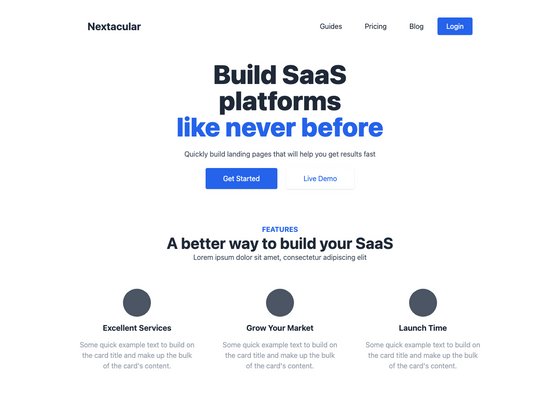 Nextacular
Guides
Pricing
Blog
Login
Build SaaS
platforms
like never before
Quickly build landing pages that will help you get results fast
Get Started
Live Demo
FEATURES
A better way to build your SaaS
Lorem ipsum dolor sit amet, consectetur adipiscing elit
Excellent Services
Some quick example text to build on
the card title and make up the bulk
of the card's content.
Grow Your Market
Some quick example text to build on
the card title and make up the bulk
of the card's content.
Launch Time
Some quick example text to build on
the card title and make up the bulk
of the card's content.